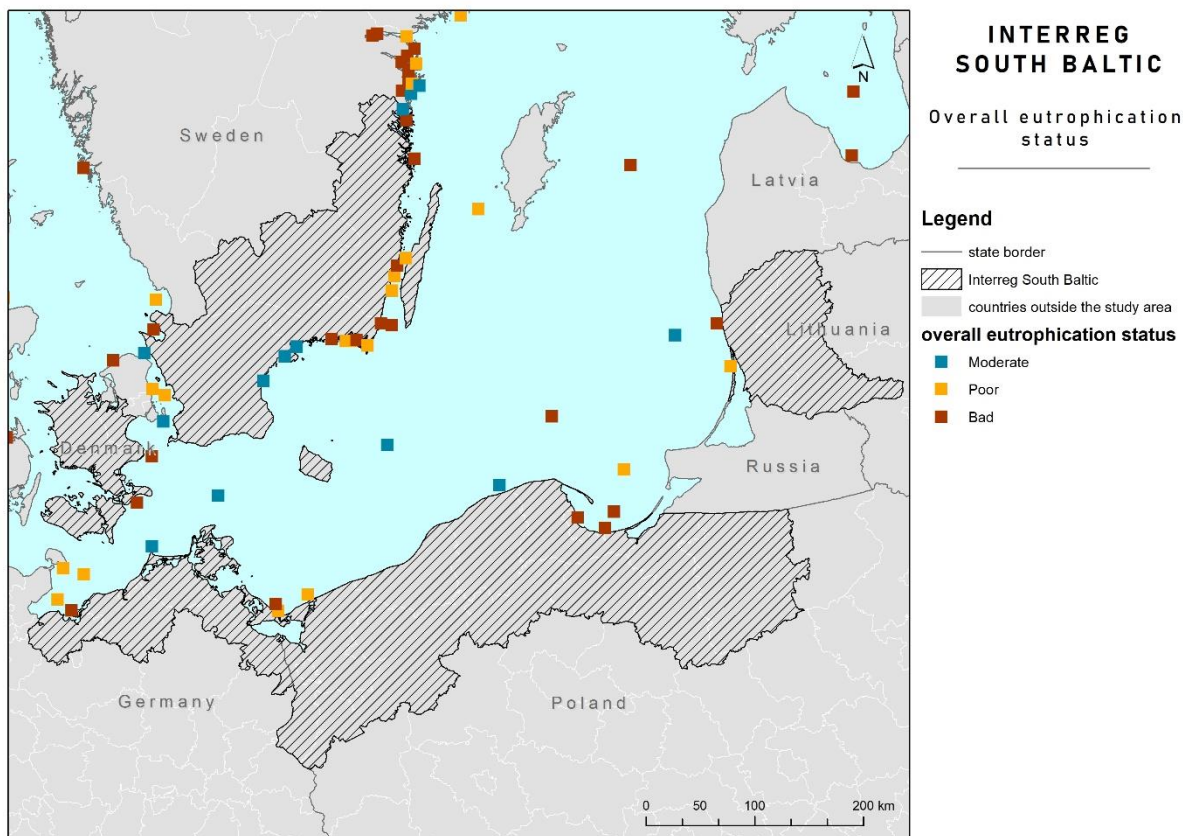 INTERREG
SOUTH BALTIC
Overall eutrophication
status
N
Sweden
Latvia
Lithuania
Denmark
Russia
Germany
Poland
Legend
state border
Interreg South Baltic
countries outside the study area
overall eutrophication status
Moderate
Poor
Bad
0 50 100 200 km